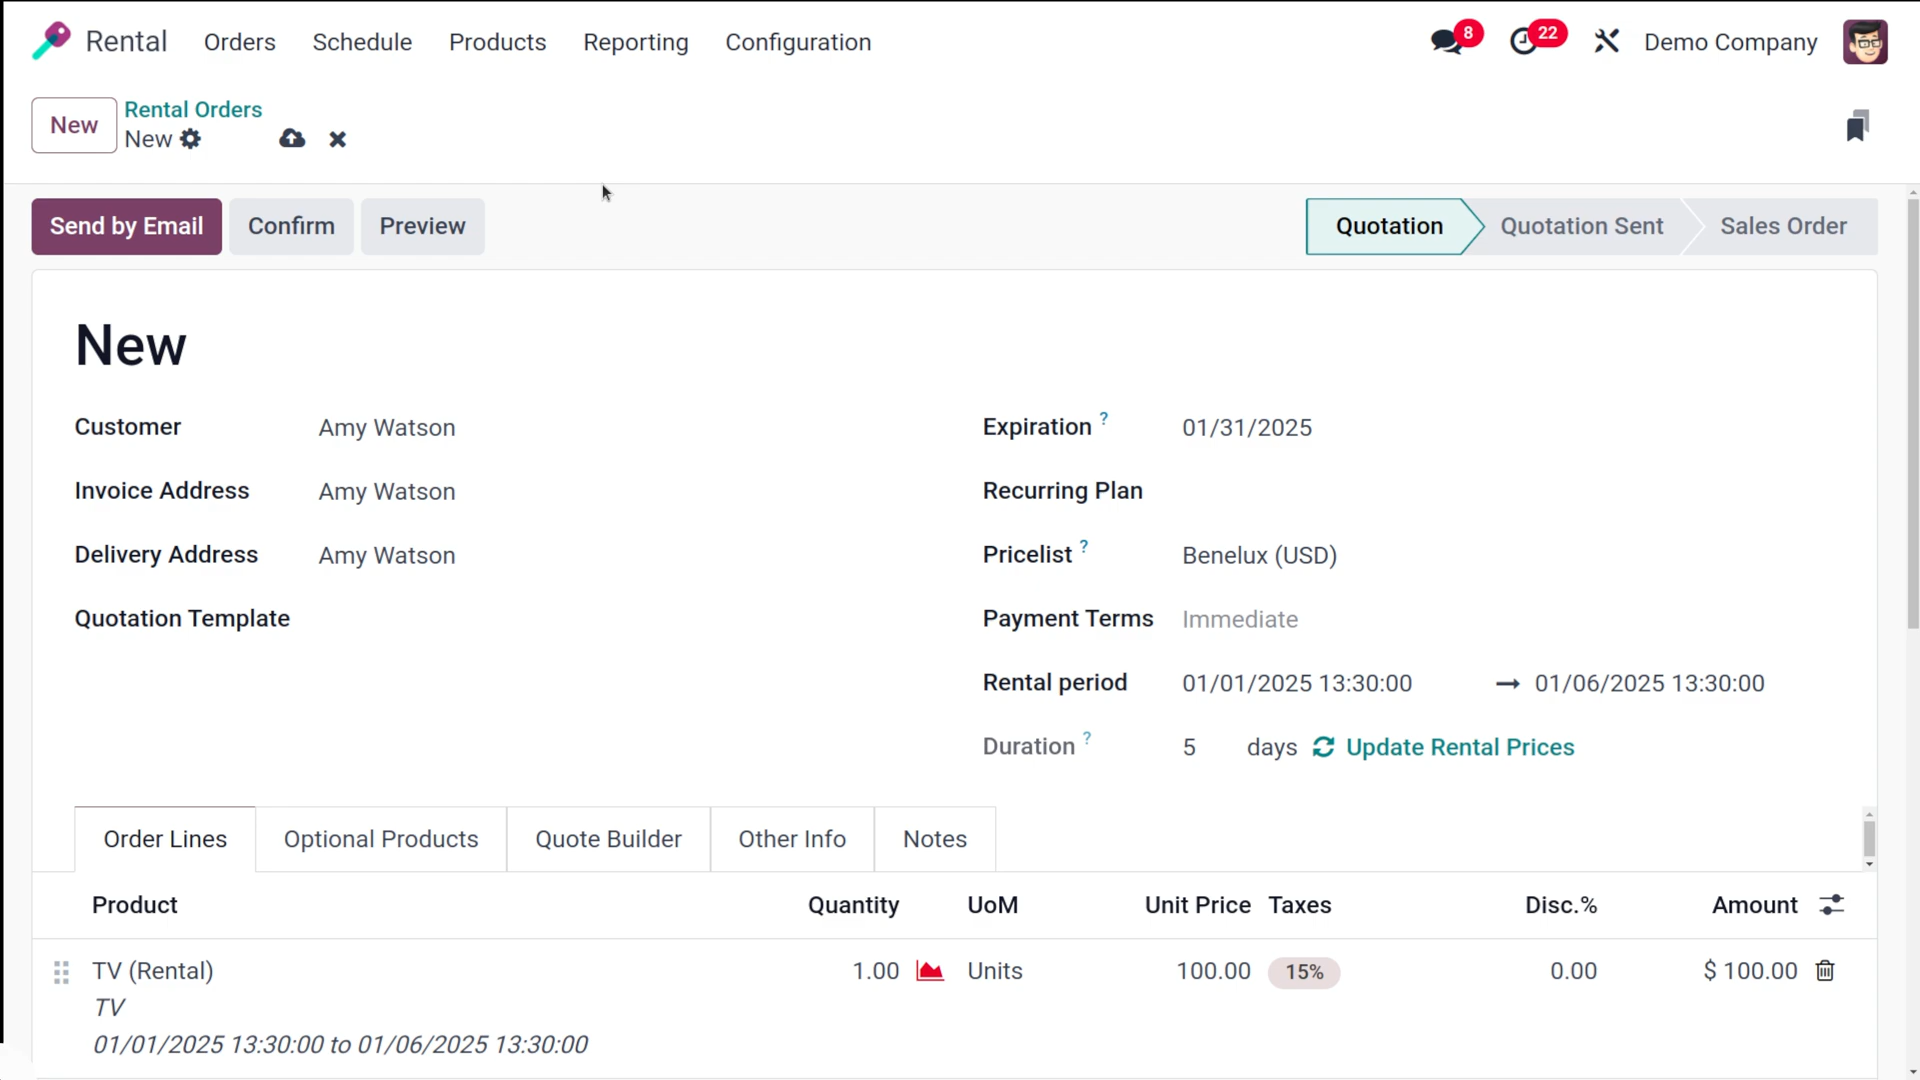 Rental Orders Schedule Products Reporting Configuration 8 22 Demo Company
New
Rental Orders
New
Send by Email Confirm Preview Quotation Quotation Sent Sales Order
New
Customer Amy Watson Expiration ? 01/31/2025
Invoice Address Amy Watson Recurring Plan
Delivery Address Amy Watson Pricelist ? Benelux (USD)
Quotation Template Payment Terms Immediate
Rental period 01/01/2025 13:30:00 → 01/06/2025 13:30:00
Duration ? 5 days Update Rental Prices
Order Lines Optional Products Quote Builder Other Info Notes
Product Quantity UoM Unit Price Taxes Disc.% Amount
TV (Rental) 1.00 Units 100.00 15% 0.00 $ 100.00
TV
01/01/2025 13:30:00 to 01/06/2025 13:30:00